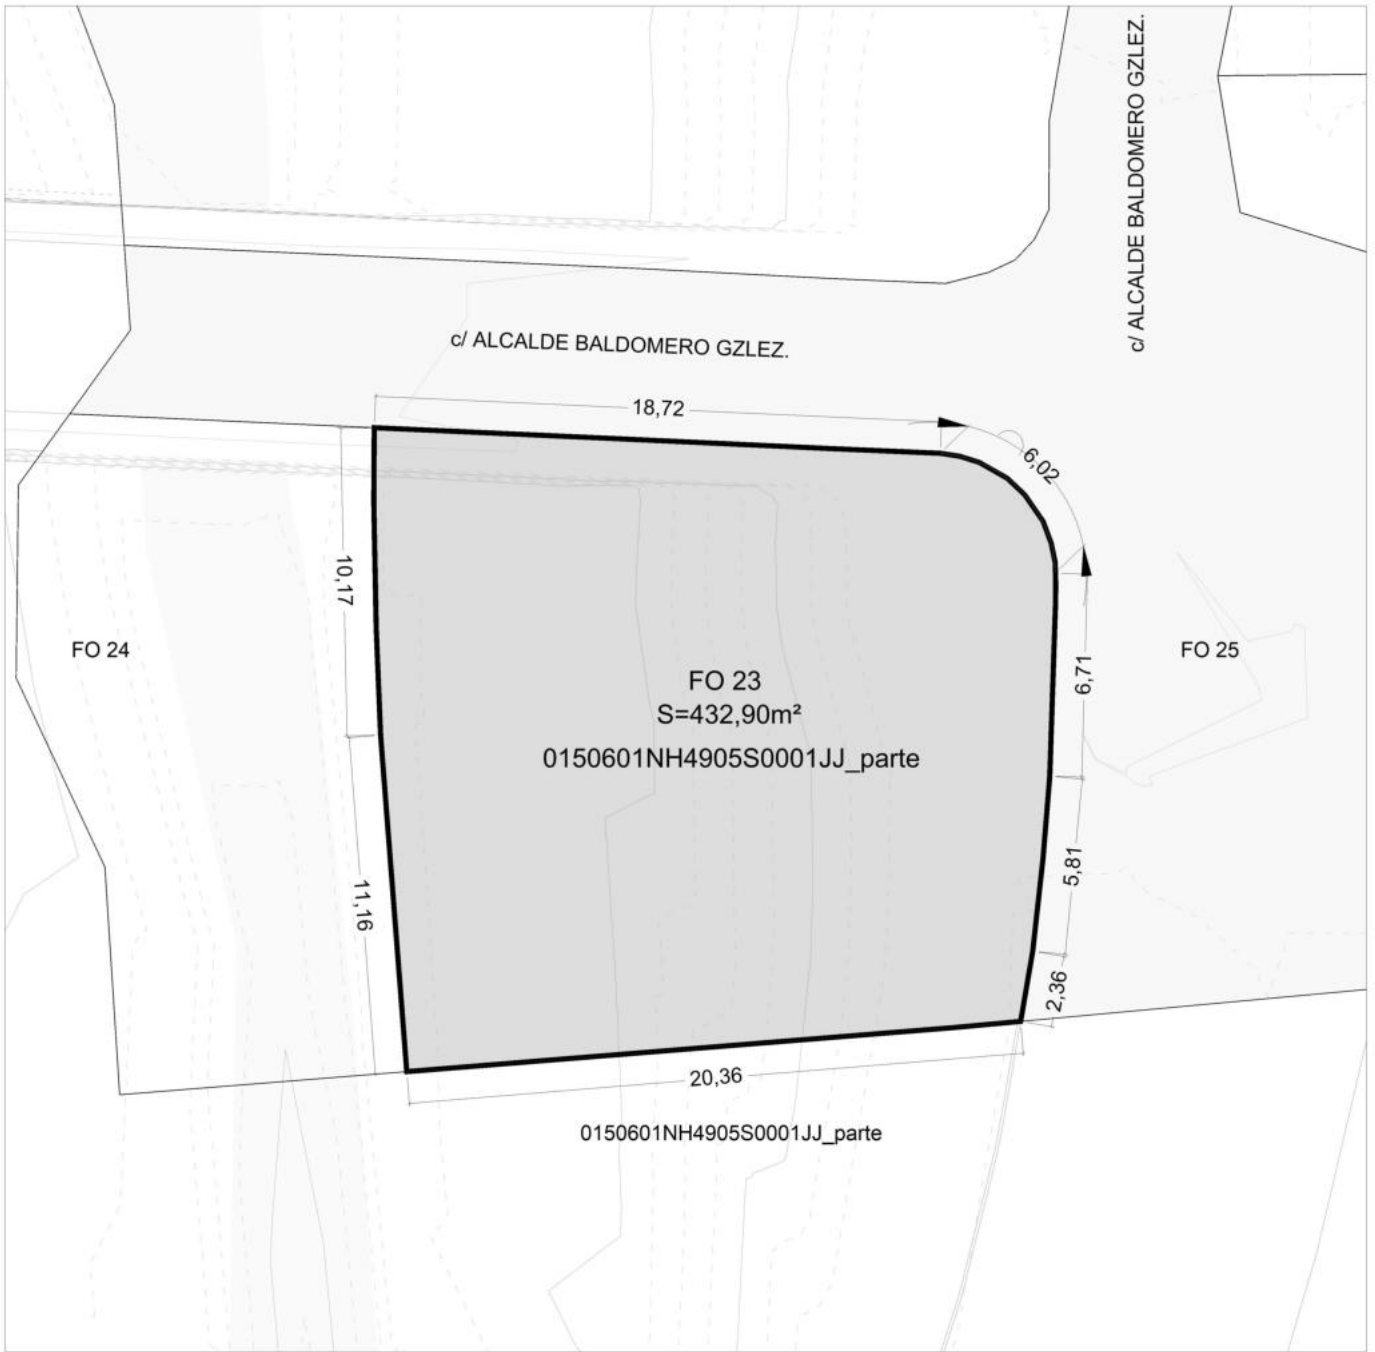 c/ ALCALDE BALDOMERO GZLEZ.
c/ ALCALDE BALDOMERO GZLEZ.
18,72
6,02
10,17
FO 24
FO 23
S=432,90m²
0150601NH4905S0001JJ_parte
6,71
FO 25
5,81
11,16
2,36
20,36
0150601NH4905S0001JJ_parte